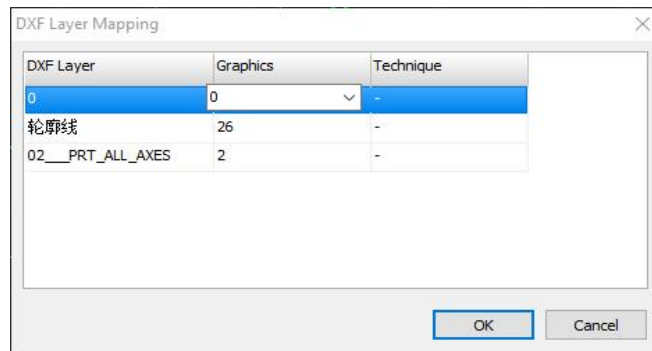 DXF Layer Mapping
DXF Layer Graphics Technique
0 0 -
轮廓线 26 -
02___PRT_ALL_AXES 2 -
OK Cancel